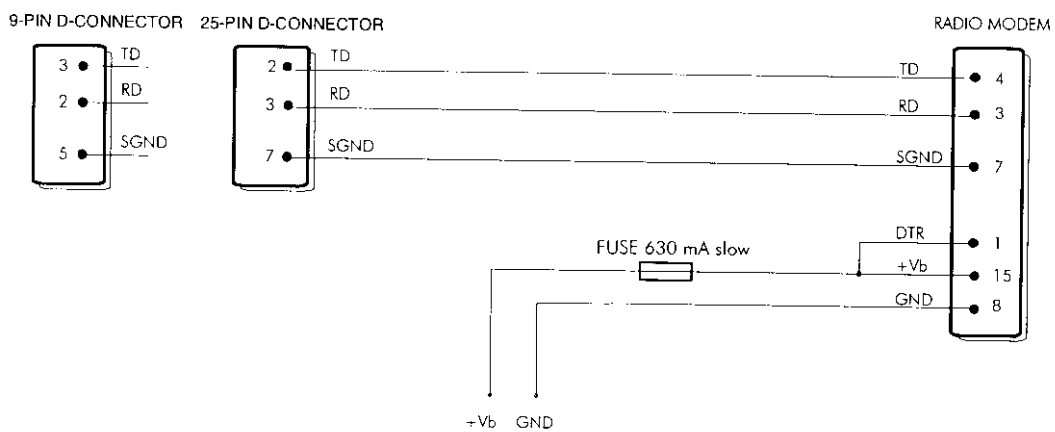 9-PIN D-CONNECTOR
25-PIN D-CONNECTOR
RADIO MODEM
3 TD
2 RD
5 SGND
2 TD
3 RD
7 SGND
TD 4
RD 3
SGND 7
DTR 1
+Vb 15
GND 8
FUSE 630 mA slow
+Vb GND